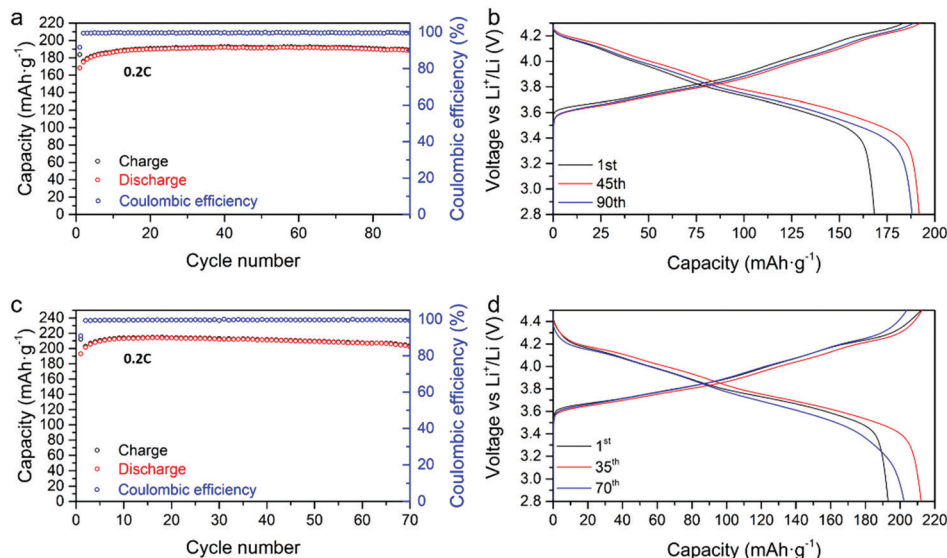 a
220
200
180
160
140
120
100
80
60
40
20
0
Capacity (mAh·g⁻¹)
0.2C
Charge
Discharge
Coulombic efficiency
0 20 40 60 80
Cycle number
100
80
60
40
20
0
Coulombic efficiency (%)
b
4.2
4.0
3.8
3.6
3.4
3.2
3.0
2.8
Voltage vs Li⁺/Li (V)
1st
45th
90th
0 25 50 75 100 125 150 175 200
Capacity (mAh·g⁻¹)
c
240
220
200
180
160
140
120
100
80
60
40
20
0
Capacity (mAh·g⁻¹)
0.2C
Charge
Discharge
Coulombic efficiency
0 10 20 30 40 50 60 70
Cycle number
100
80
60
40
20
0
Coulombic efficiency (%)
d
4.5
4.2
3.9
3.6
3.3
3.0
2.8
Voltage vs Li⁺/Li (V)
1ˢᵗ
35ᵗʰ
70ᵗʰ
0 20 40 60 80 100 120 140 160 180 200 220
Capacity (mAh·g⁻¹)